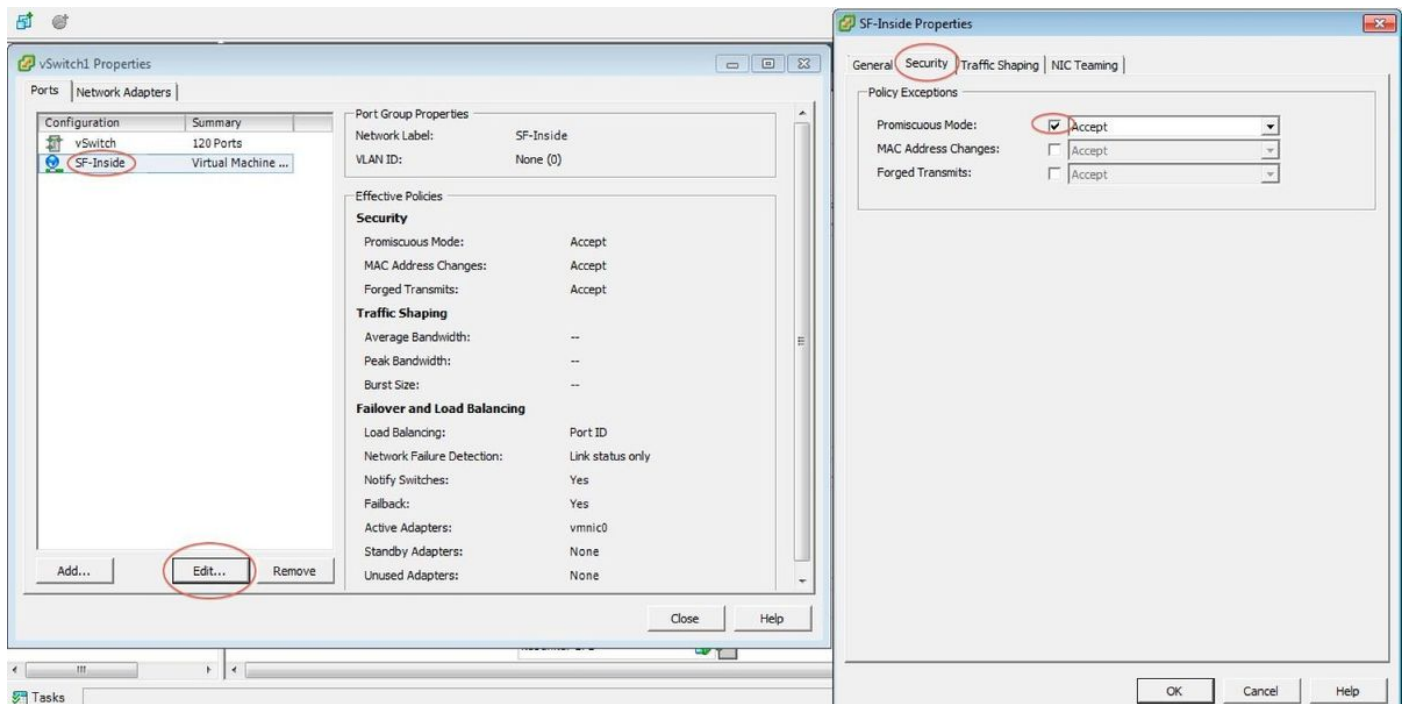 vSwitch1 Properties
Ports
Network Adapters
Configuration Summary
vSwitch 120 Ports
SF-Inside Virtual Machine ...
Add...
Edit...
Remove
Port Group Properties
Network Label: SF-Inside
VLAN ID: None (0)
Effective Policies
Security
Promiscuous Mode: Accept
MAC Address Changes: Accept
Forged Transmits: Accept
Traffic Shaping
Average Bandwidth: --
Peak Bandwidth: --
Burst Size: --
Failover and Load Balancing
Load Balancing: Port ID
Network Failure Detection: Link status only
Notify Switches: Yes
Failback: Yes
Active Adapters: vmnic0
Standby Adapters: None
Unused Adapters: None
Close
Help
Tasks
SF-Inside Properties
General
Security
Traffic Shaping
NIC Teaming
Policy Exceptions
Promiscuous Mode: Accept
MAC Address Changes: Accept
Forged Transmits: Accept
OK
Cancel
Help